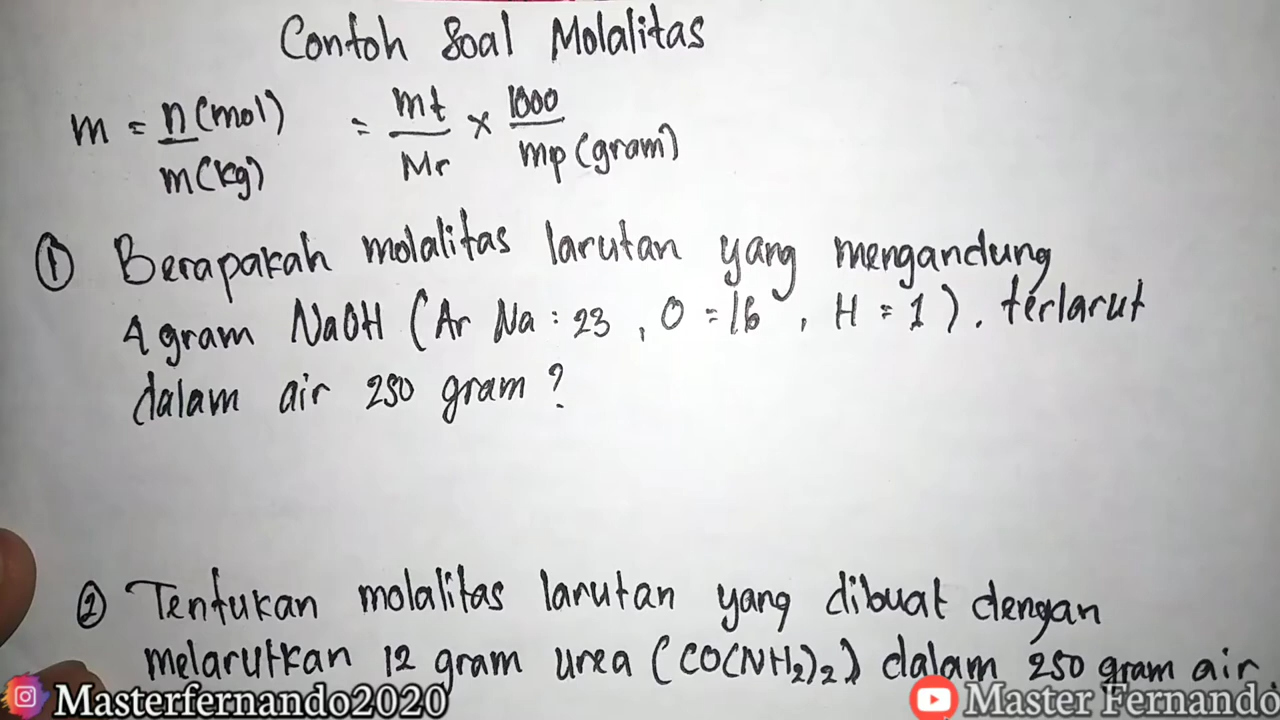 Contoh Soal Molalitas
m = n(mol) / m(kg) = mt / Mr x 1000 / mp (gram)
① Berapakah molalitas larutan yang mengandung
4 gram NaOH (Ar Na : 23 , O = 16 , H = 1 ) . terlarut
dalam air 250 gram ?
② Tentukan molalitas larutan yang dibuat dengan
melarutkan 12 gram urea (CO(NH₂)₂) dalam 250 gram air.
Masterfernando2020
Master Fernando